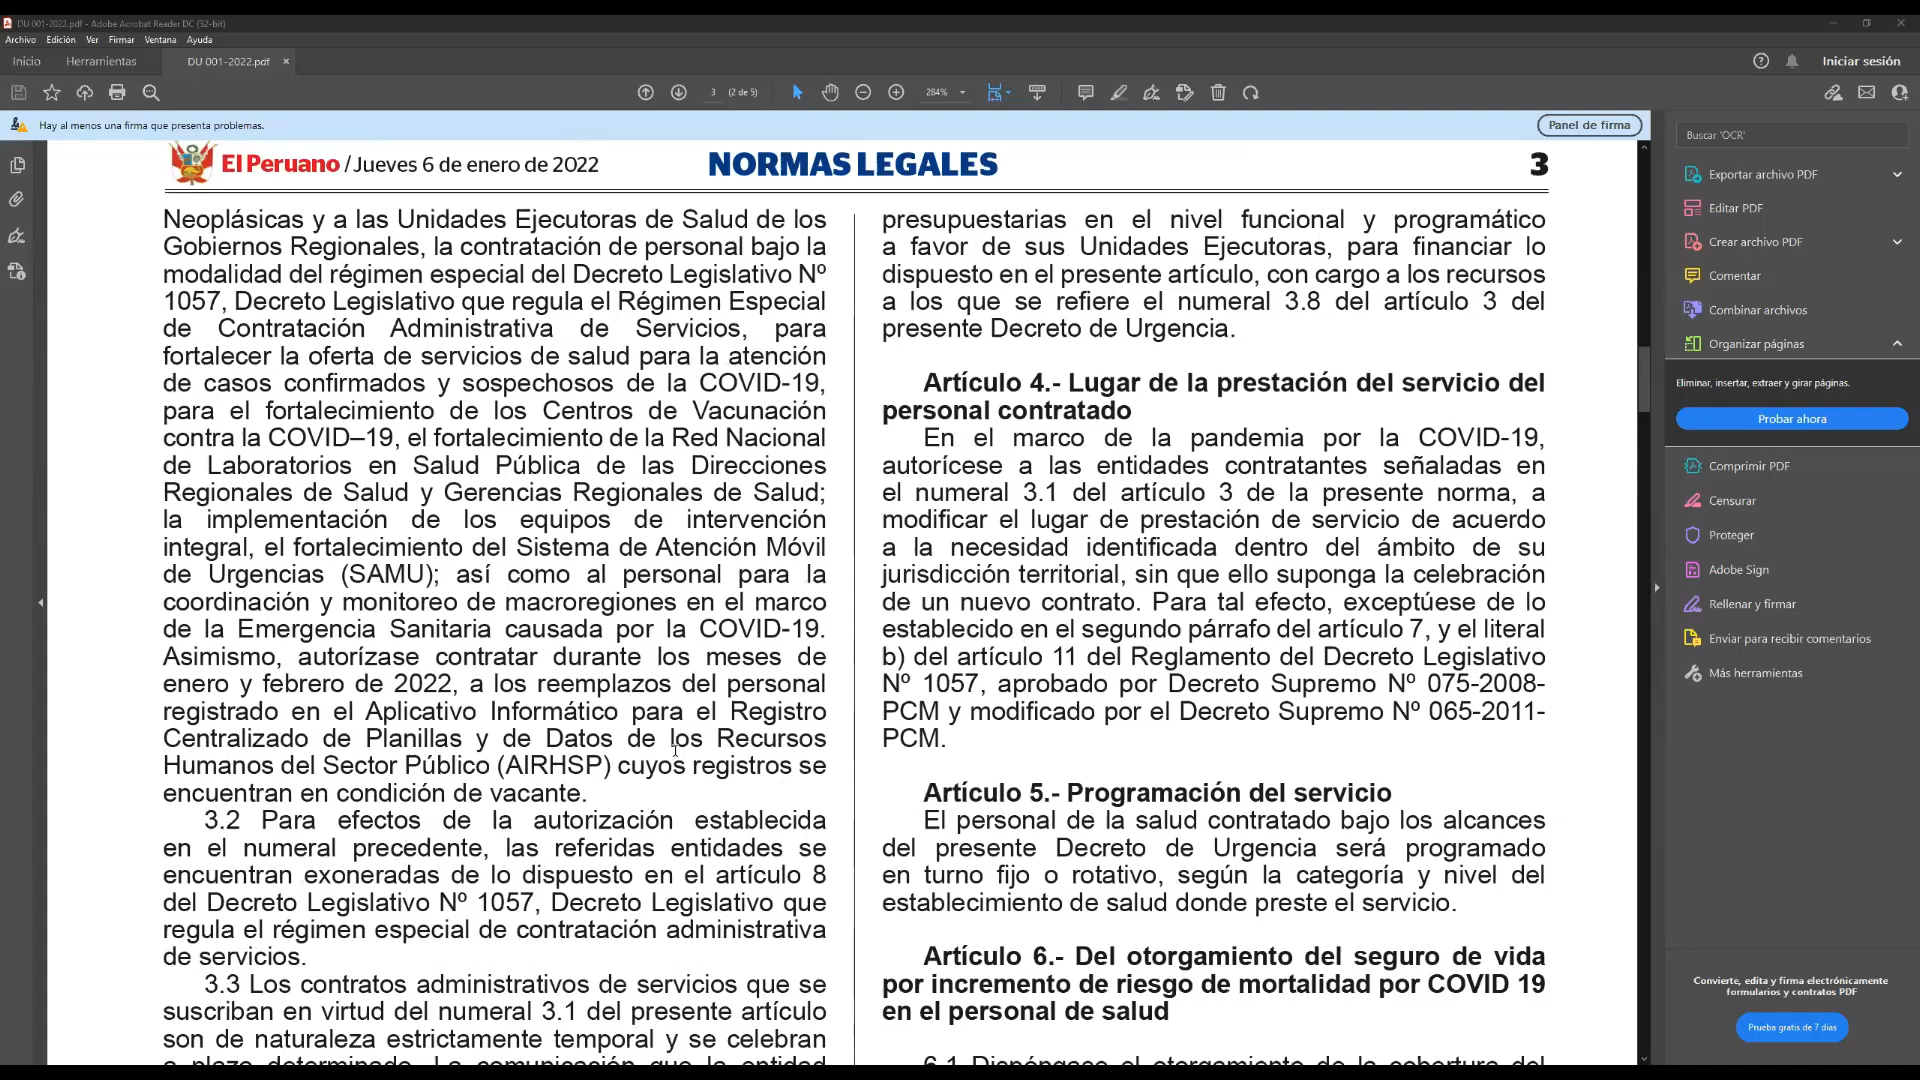 DU 001-2022.pdf - Adobe Acrobat Reader DC (32-bit)
Archivo Edición Ver Firmar Ventana Ayuda
Inicio Herramientas DU 001-2022.pdf × Iniciar sesión
3 (2 de 5) 284%
Hay al menos una firma que presenta problemas. Panel de firma
El Peruano / Jueves 6 de enero de 2022 NORMAS LEGALES 3
Neoplásicas y a las Unidades Ejecutoras de Salud de los
Gobiernos Regionales, la contratación de personal bajo la
modalidad del régimen especial del Decreto Legislativo Nº
1057, Decreto Legislativo que regula el Régimen Especial
de Contratación Administrativa de Servicios, para
fortalecer la oferta de servicios de salud para la atención
de casos confirmados y sospechosos de la COVID-19,
para el fortalecimiento de los Centros de Vacunación
contra la COVID–19, el fortalecimiento de la Red Nacional
de Laboratorios en Salud Pública de las Direcciones
Regionales de Salud y Gerencias Regionales de Salud;
la implementación de los equipos de intervención
integral, el fortalecimiento del Sistema de Atención Móvil
de Urgencias (SAMU); así como al personal para la
coordinación y monitoreo de macroregiones en el marco
de la Emergencia Sanitaria causada por la COVID-19.
Asimismo, autorízase contratar durante los meses de
enero y febrero de 2022, a los reemplazos del personal
registrado en el Aplicativo Informático para el Registro
Centralizado de Planillas y de Datos de los Recursos
Humanos del Sector Público (AIRHSP) cuyos registros se
encuentran en condición de vacante.
3.2 Para efectos de la autorización establecida
en el numeral precedente, las referidas entidades se
encuentran exoneradas de lo dispuesto en el artículo 8
del Decreto Legislativo Nº 1057, Decreto Legislativo que
regula el régimen especial de contratación administrativa
de servicios.
3.3 Los contratos administrativos de servicios que se
suscriban en virtud del numeral 3.1 del presente artículo
son de naturaleza estrictamente temporal y se celebran
a plazo determinado. La comunicación que la entidad
presupuestarias en el nivel funcional y programático
a favor de sus Unidades Ejecutoras, para financiar lo
dispuesto en el presente artículo, con cargo a los recursos
a los que se refiere el numeral 3.8 del artículo 3 del
presente Decreto de Urgencia.
Artículo 4.- Lugar de la prestación del servicio del
personal contratado
En el marco de la pandemia por la COVID-19,
autorícese a las entidades contratantes señaladas en
el numeral 3.1 del artículo 3 de la presente norma, a
modificar el lugar de prestación de servicio de acuerdo
a la necesidad identificada dentro del ámbito de su
jurisdicción territorial, sin que ello suponga la celebración
de un nuevo contrato. Para tal efecto, exceptúese de lo
establecido en el segundo párrafo del artículo 7, y el literal
b) del artículo 11 del Reglamento del Decreto Legislativo
Nº 1057, aprobado por Decreto Supremo Nº 075-2008-
PCM y modificado por el Decreto Supremo Nº 065-2011-
PCM.
Artículo 5.- Programación del servicio
El personal de la salud contratado bajo los alcances
del presente Decreto de Urgencia será programado
en turno fijo o rotativo, según la categoría y nivel del
establecimiento de salud donde preste el servicio.
Artículo 6.- Del otorgamiento del seguro de vida
por incremento de riesgo de mortalidad por COVID 19
en el personal de salud
6.1 Dispóngase el otorgamiento de la cobertura del
Buscar 'OCR'
Exportar archivo PDF
Editar PDF
Crear archivo PDF
Comentar
Combinar archivos
Organizar páginas
Eliminar, insertar, extraer y girar páginas.
Probar ahora
Comprimir PDF
Censurar
Proteger
Adobe Sign
Rellenar y firmar
Enviar para recibir comentarios
Más herramientas
Convierte, edita y firma electrónicamente
formularios y contratos PDF
Prueba gratis de 7 días